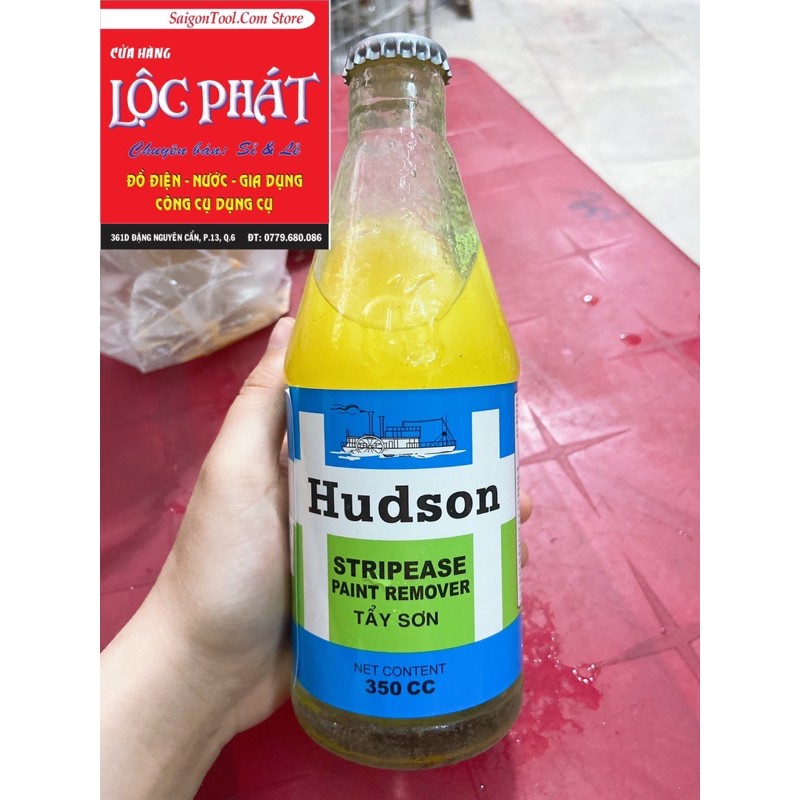 SaigonTool.Com Store
CỬA HÀNG
LỘC PHÁT
Chuyên bán: Sỉ & Lẻ
ĐỒ ĐIỆN - NƯỚC - GIA DỤNG
CÔNG CỤ DỤNG CỤ
361D ĐẶNG NGUYÊN CẨN, P.13, Q.6 ĐT: 0779.680.086
Hudson
STRIPEASE
PAINT REMOVER
TẨY SƠN
NET CONTENT
350 CC